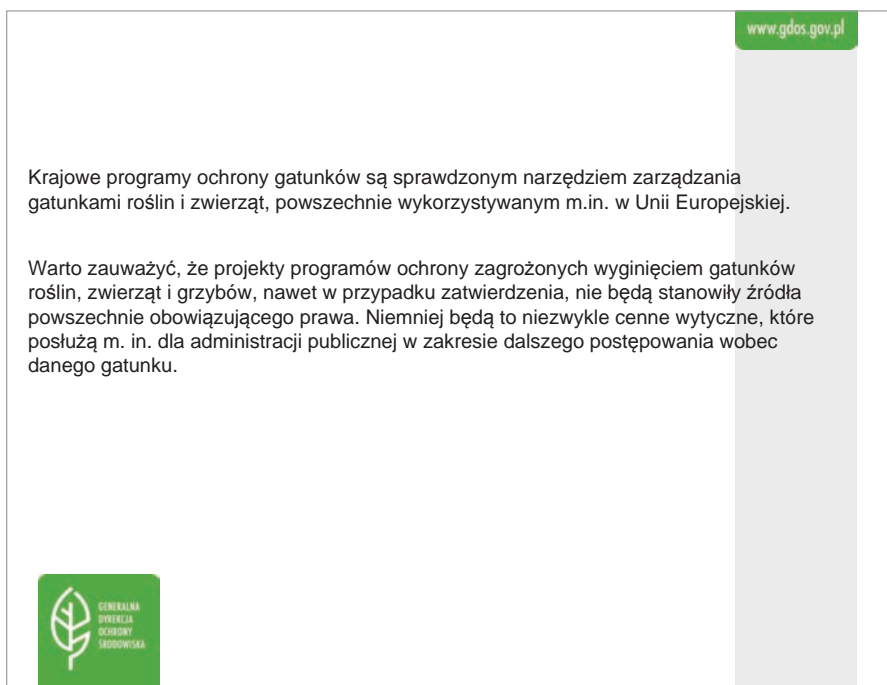 www.gdos.gov.pl
Krajowe programy ochrony gatunków są sprawdzonym narzędziem zarządzania
gatunkami roślin i zwierząt, powszechnie wykorzystywanym m.in. w Unii Europejskiej.
Warto zauważyć, że projekty programów ochrony zagrożonych wyginięciem gatunków
roślin, zwierząt i grzybów, nawet w przypadku zatwierdzenia, nie będą stanowiły źródła
powszechnie obowiązującego prawa. Niemniej będą to niezwykle cenne wytyczne, które
posłużą m. in. dla administracji publicznej w zakresie dalszego postępowania wobec
danego gatunku.
GENERALNA
DYREKCJA
OCHRONY
ŚRODOWISKA